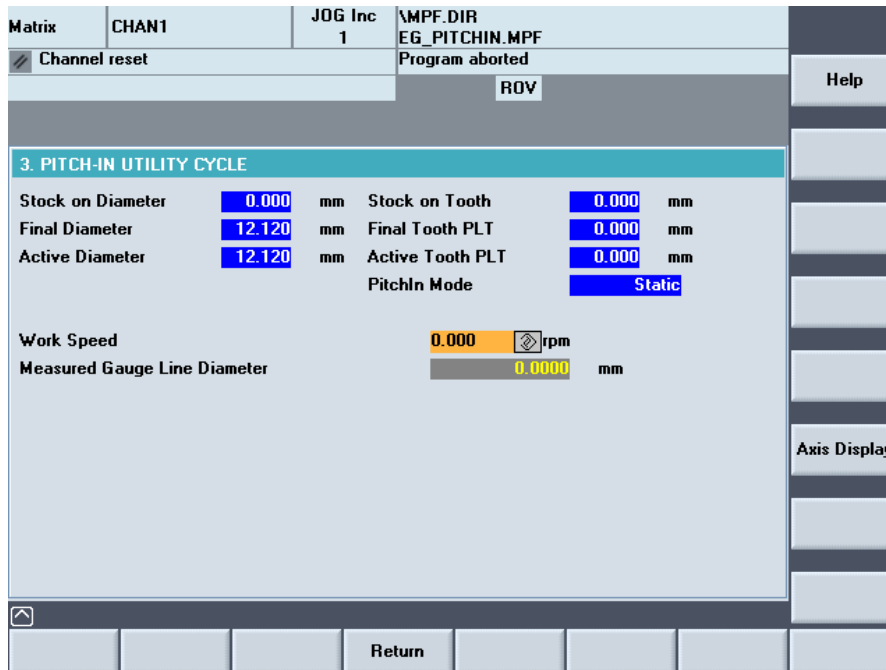 Matrix CHAN1 JOG Inc \MPF.DIR
1 EG_PITCHIN.MPF
Channel reset Program aborted
ROV
Help
3. PITCH-IN UTILITY CYCLE
Stock on Diameter 0.000 mm Stock on Tooth 0.000 mm
Final Diameter 12.120 mm Final Tooth PLT 0.000 mm
Active Diameter 12.120 mm Active Tooth PLT 0.000 mm
PitchIn Mode Static
Work Speed 0.000 rpm
Measured Gauge Line Diameter 0.0000 mm
Axis Display
Return